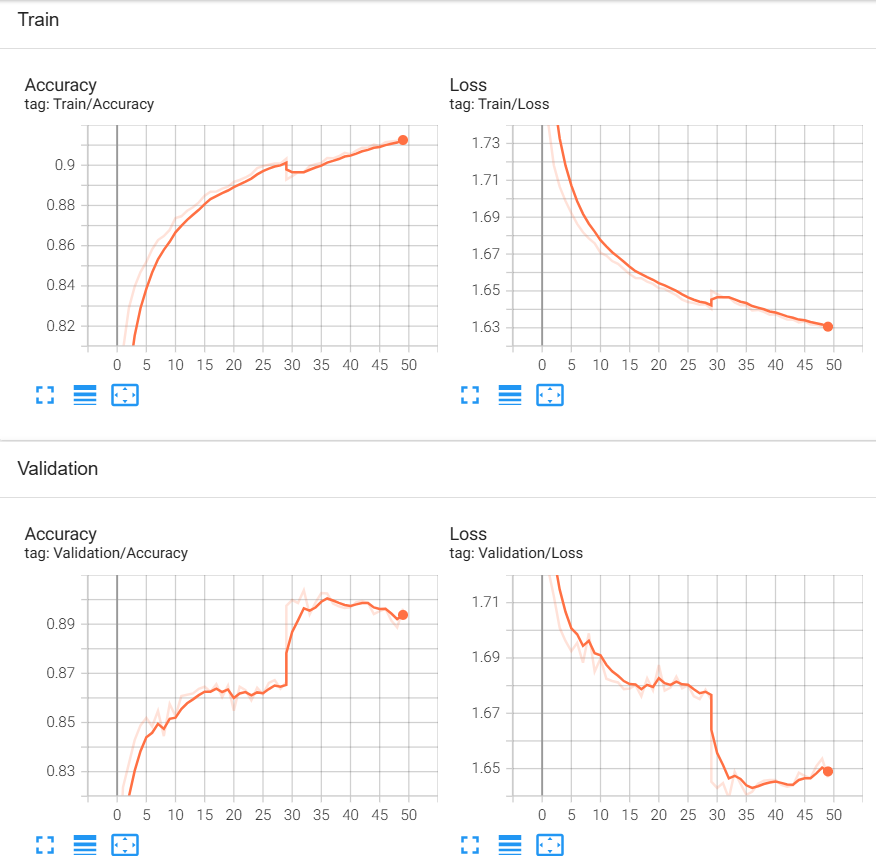 Train
Accuracy
tag: Train/Accuracy
0.9
0.88
0.86
0.84
0.82
0 5 10 15 20 25 30 35 40 45 50
Loss
tag: Train/Loss
1.73
1.71
1.69
1.67
1.65
1.63
0 5 10 15 20 25 30 35 40 45 50
Validation
Accuracy
tag: Validation/Accuracy
0.89
0.87
0.85
0.83
0 5 10 15 20 25 30 35 40 45 50
Loss
tag: Validation/Loss
1.71
1.69
1.67
1.65
0 5 10 15 20 25 30 35 40 45 50